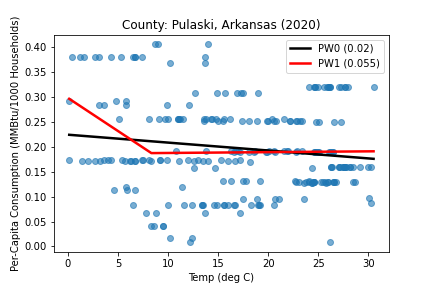 County: Pulaski, Arkansas (2020)
PW0 (0.02)
PW1 (0.055)
Per-Capita Consumption (MMBtu/1000 Households)
0.40
0.35
0.30
0.25
0.20
0.15
0.10
0.05
0.00
0 5 10 15 20 25 30
Temp (deg C)